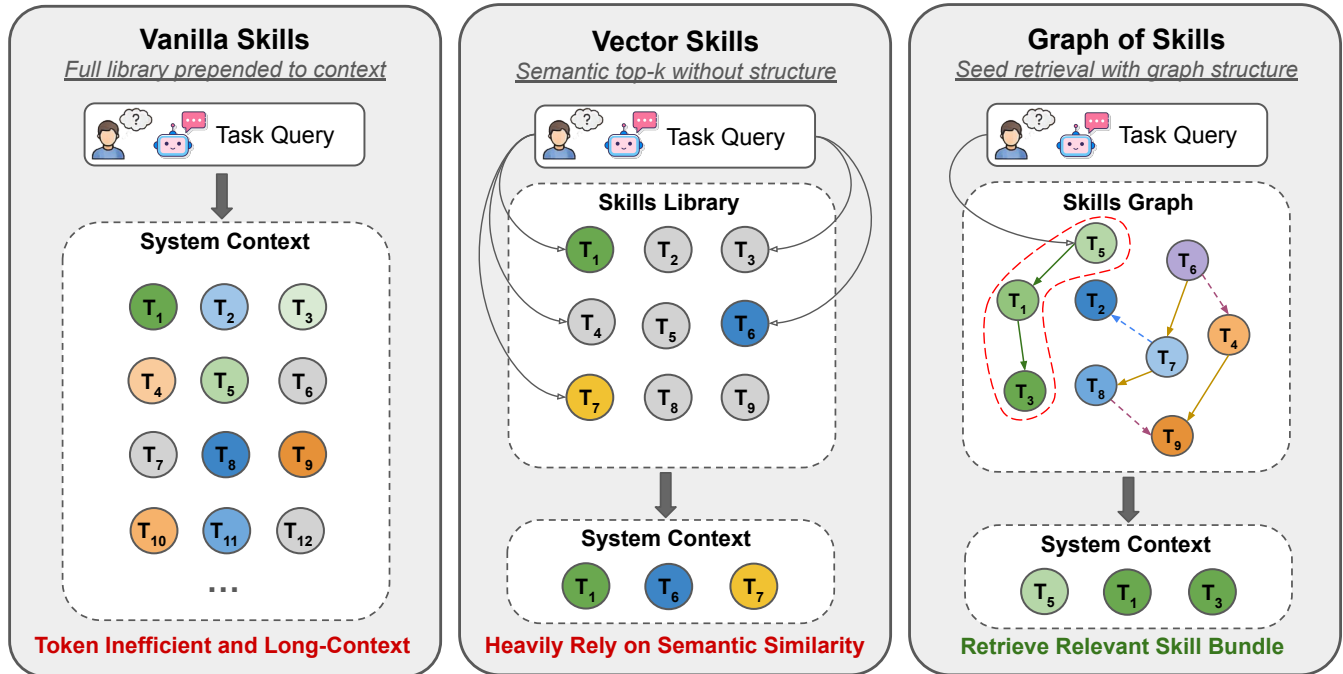 Vanilla Skills
Full library prepended to context
?
Task Query
System Context
T1 T2 T3
T4 T5 T6
T7 T8 T9
T10 T11 T12
...
Token Inefficient and Long-Context
Vector Skills
Semantic top-k without structure
?
Task Query
Skills Library
T1 T2 T3
T4 T5 T6
T7 T8 T9
System Context
T1 T6 T7
Heavily Rely on Semantic Similarity
Graph of Skills
Seed retrieval with graph structure
?
Task Query
Skills Graph
T5
T6
T1 T2
T4
T7
T8
T3
T9
System Context
T5 T1 T3
Retrieve Relevant Skill Bundle